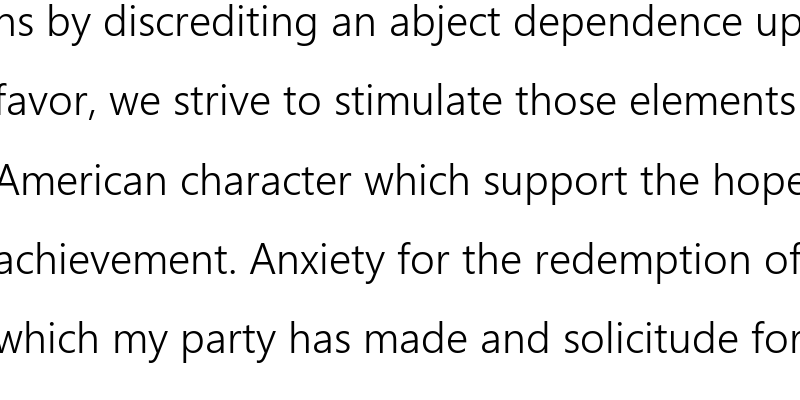 ns by discrediting an abject dependence up
favor, we strive to stimulate those elements
American character which support the hope
achievement. Anxiety for the redemption of
which my party has made and solicitude for